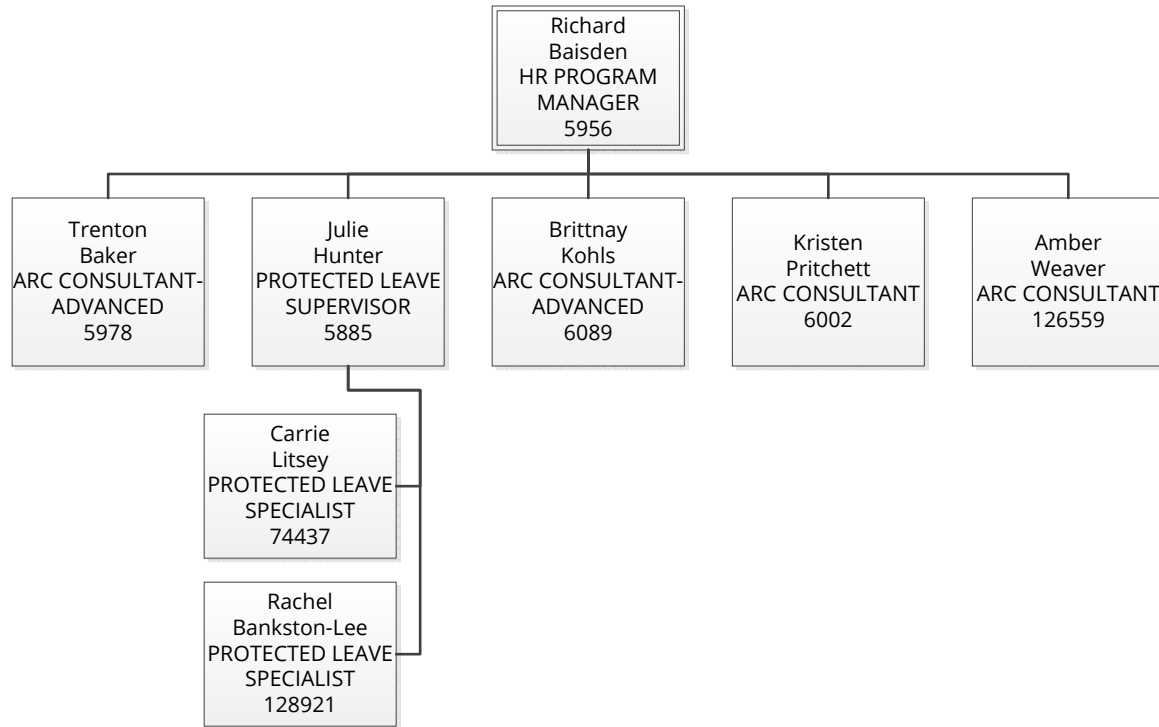 Richard
Baisden
HR PROGRAM
MANAGER
5956
Trenton
Baker
ARC CONSULTANT-
ADVANCED
5978
Julie
Hunter
PROTECTED LEAVE
SUPERVISOR
5885
Brittnay
Kohls
ARC CONSULTANT-
ADVANCED
6089
Kristen
Pritchett
ARC CONSULTANT
6002
Amber
Weaver
ARC CONSULTANT
126559
Carrie
Litsey
PROTECTED LEAVE
SPECIALIST
74437
Rachel
Bankston-Lee
PROTECTED LEAVE
SPECIALIST
128921